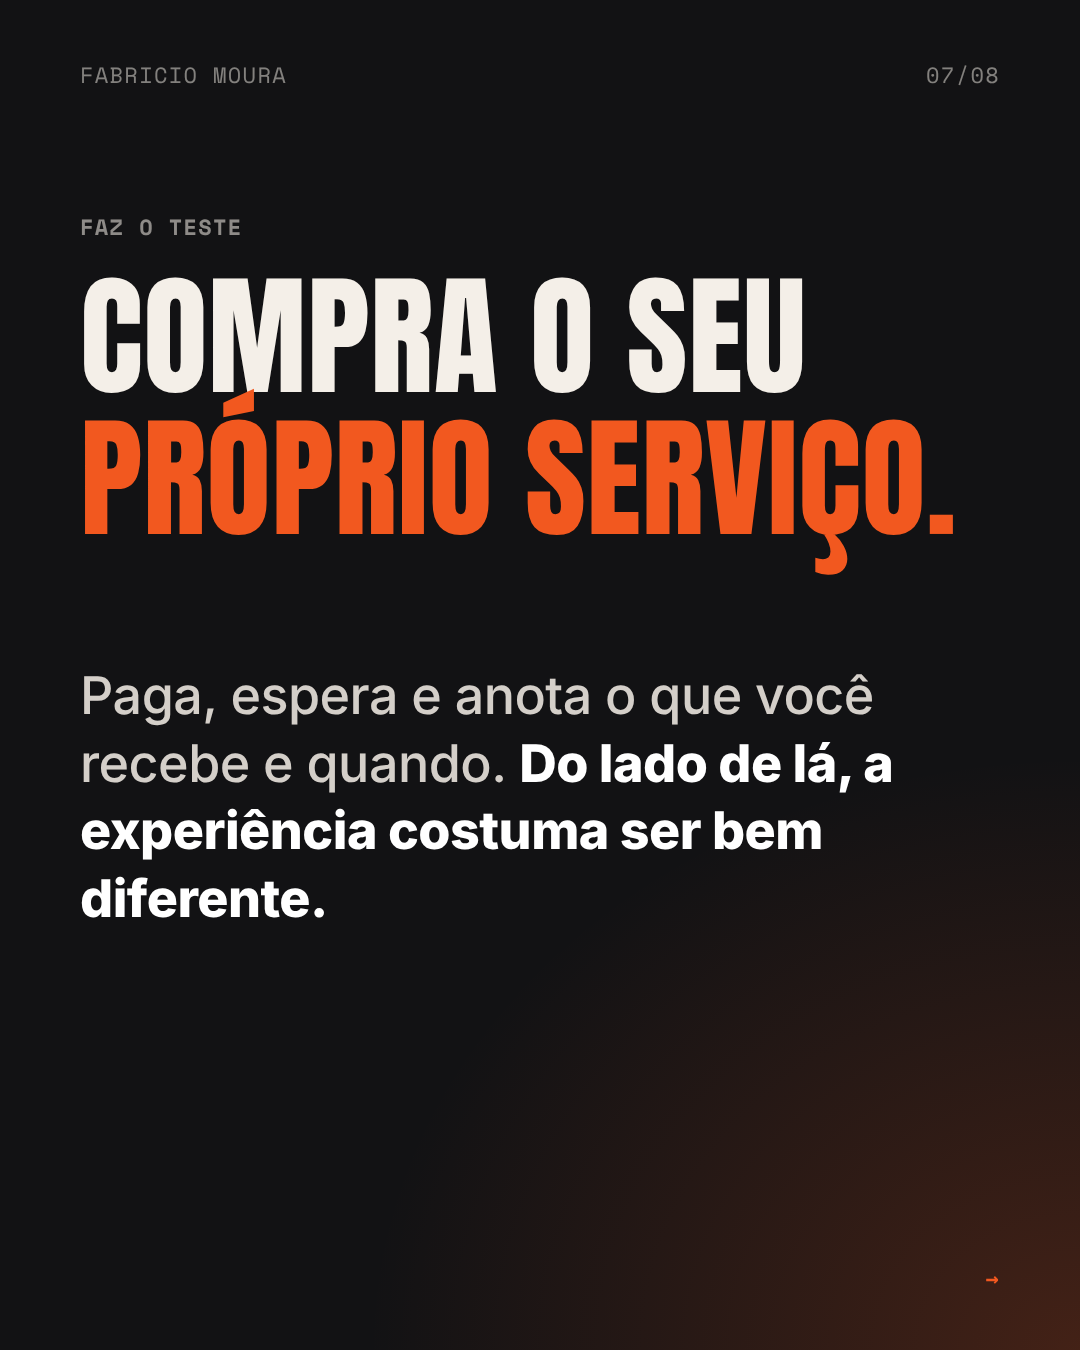 FABRICIO MOURA
07/08
FAZ O TESTE
COMPRA O SEU
PRÓPRIO SERVIÇO.
Paga, espera e anota o que você
recebe e quando. Do lado de lá, a
experiência costuma ser bem
diferente.
→